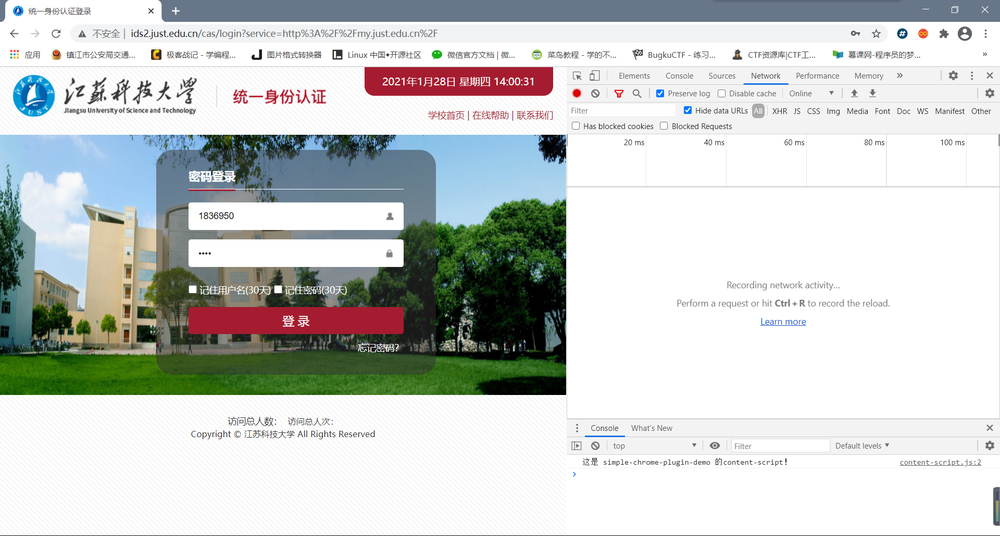 统一身份认证登录
不安全 | ids2.just.edu.cn/cas/login?service=http%3A%2F%2Fmy.just.edu.cn%2F
应用 镇江市公安局交通... 极客战记 - 学编程... 图片格式转换器 Linux 中国◆开源社区 微信官方文档 | 微... 菜鸟教程 - 学的不... BugkuCTF - 练习... CTF资源库|CTF工... 慕课网-程序员的梦... »
江苏科技大学
Jiangsu University of Science and Technology
JUST
统一身份认证
2021年1月28日 星期四 14:00:31
学校首页 | 在线帮助 | 联系我们
密码登录
1836950
••••
记住用户名(30天) 记住密码(30天)
登 录
忘记密码?
访问总人数： 访问总人次：
Copyright © 江苏科技大学 All Rights Reserved
Elements Console Sources Network Performance Memory »
Preserve log Disable cache Online
Filter Hide data URLs All XHR JS CSS Img Media Font Doc WS Manifest Other
Has blocked cookies Blocked Requests
20 ms 40 ms 60 ms 80 ms 100 ms
Recording network activity...
Perform a request or hit Ctrl + R to record the reload.
Learn more
Console What's New
top Filter Default levels
这是 simple-chrome-plugin-demo 的content-script! content-script.js:2